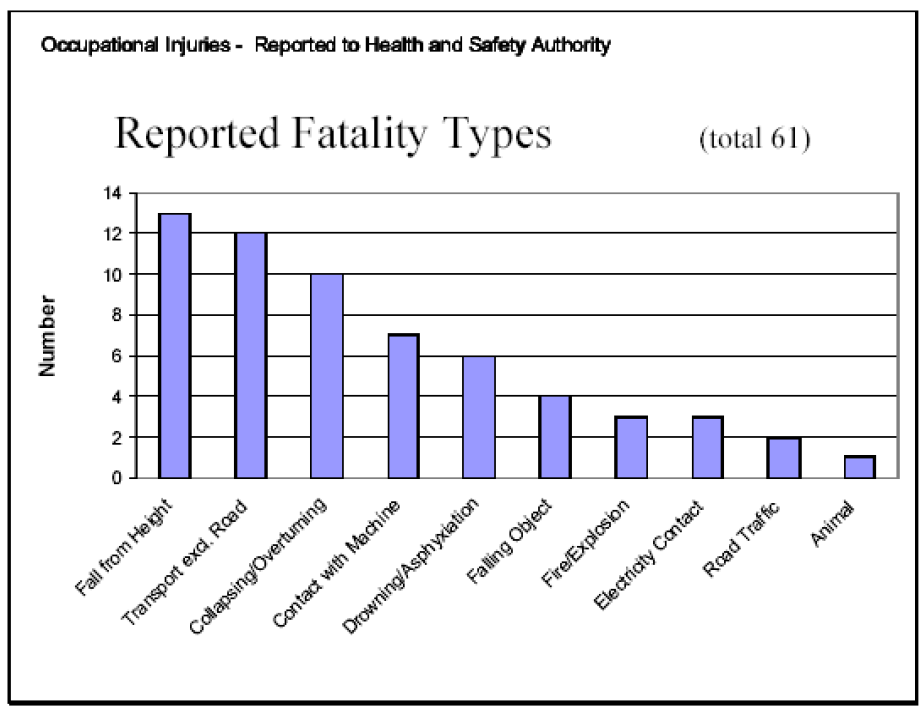 Occupational Injuries - Reported to Health and Safety Authority
Reported Fatality Types (total 61)
14
12
10
8
6
4
2
0
Number
Fall from Height
Transport excl. Road
Collapsing/Overturning
Contact with Machine
Drowning/Asphyxiation
Falling Object
Fire/Explosion
Electricity Contact
Road Traffic
Animal